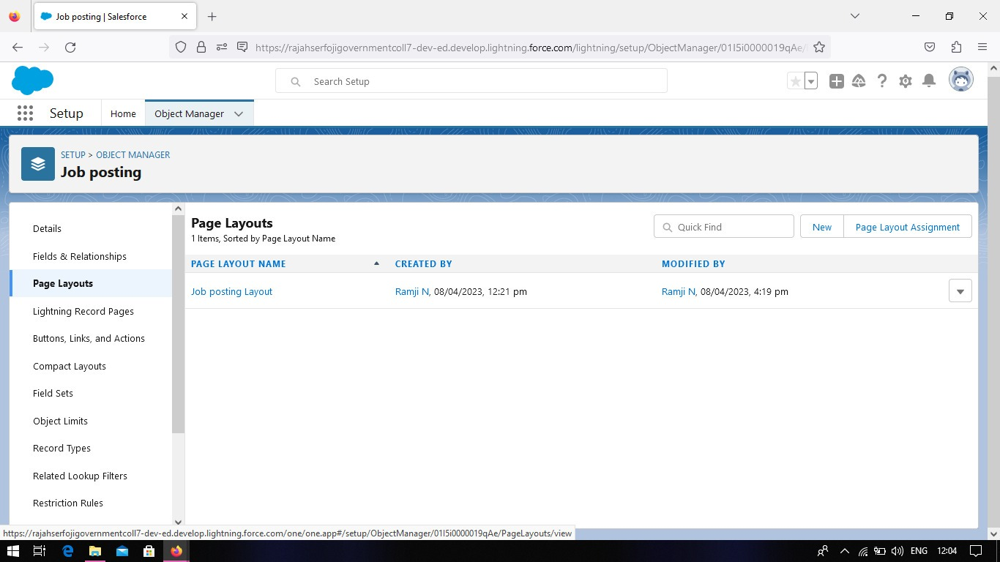 Job posting | Salesforce
https://rajahserfojigovernmentcoll7-dev-ed.develop.lightning.force.com/lightning/setup/ObjectManager/01I5i0000019qAe/
Search Setup
Setup
Home
Object Manager
SETUP > OBJECT MANAGER
Job posting
Details
Fields & Relationships
Page Layouts
Lightning Record Pages
Buttons, Links, and Actions
Compact Layouts
Field Sets
Object Limits
Record Types
Related Lookup Filters
Restriction Rules
Page Layouts
1 Items, Sorted by Page Layout Name
Quick Find
New
Page Layout Assignment
PAGE LAYOUT NAME CREATED BY MODIFIED BY
Job posting Layout Ramji N, 08/04/2023, 12:21 pm Ramji N, 08/04/2023, 4:19 pm
https://rajahserfojigovernmentcoll7-dev-ed.develop.lightning.force.com/one/one.app#/setup/ObjectManager/01I5i0000019qAe/PageLayouts/view
ENG 12:04